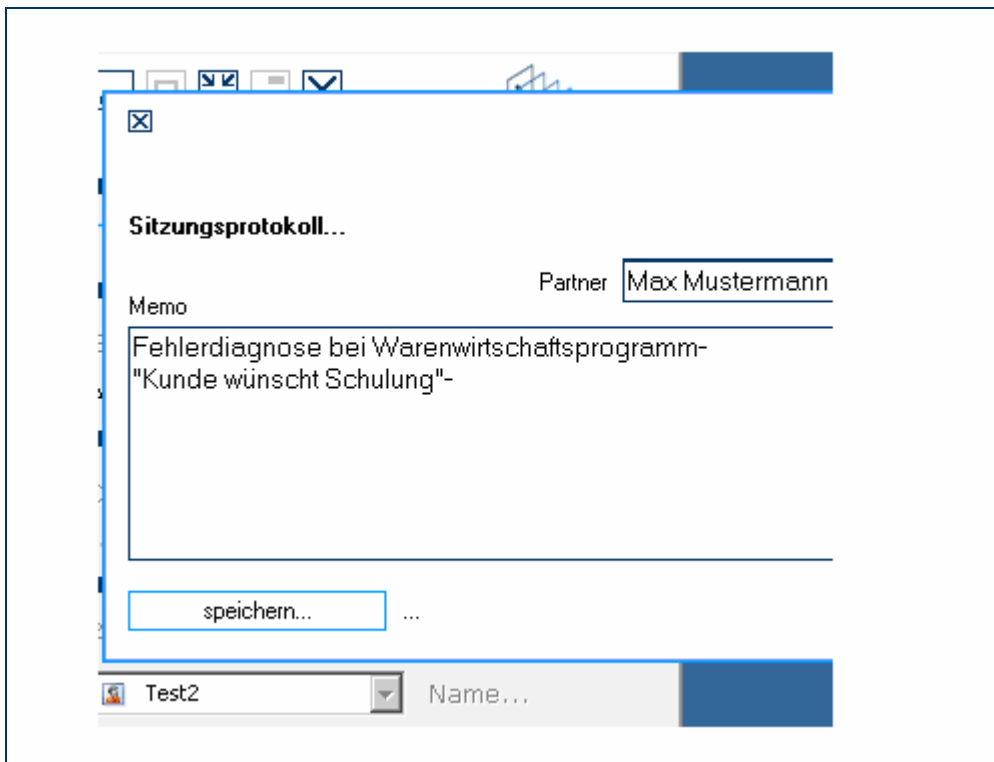 Sitzungsprotokoll...
Partner Max Mustermann
Memo
Fehlerdiagnose bei Warenwirtschaftsprogramm-
"Kunde wünscht Schulung"-
speichern... ...
Test2 Name...